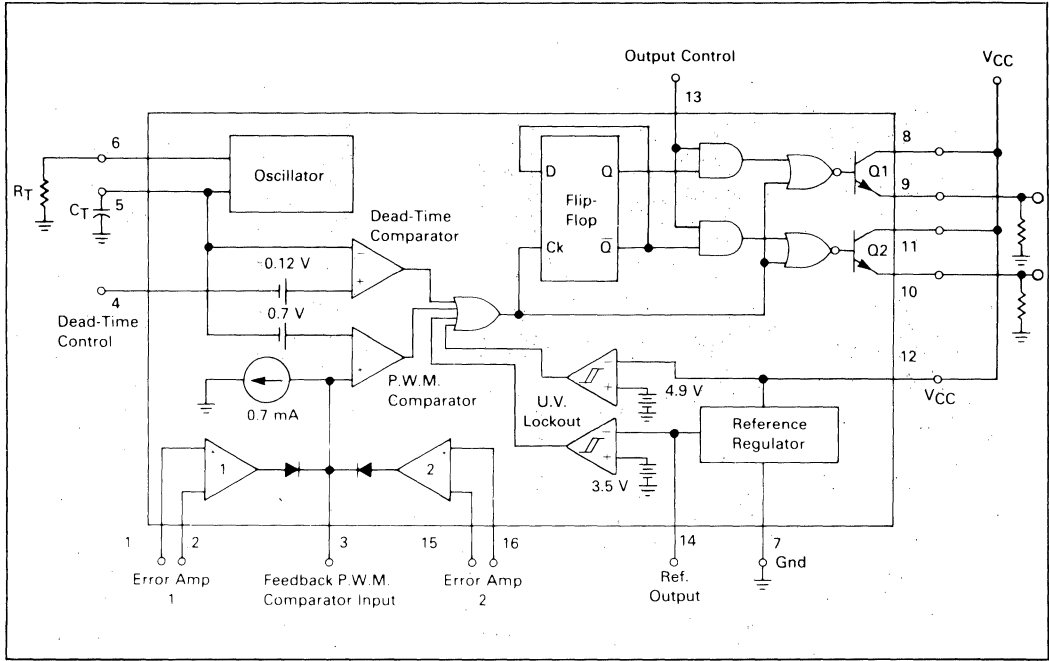 Output Control
VCC
13
6
8
RT
Oscillator
D
Q
Q1
5
CT
Flip-
Flop
9
Dead-Time
Comparator
11
Ck
Q
Q2
0.12 V
−
+
4
10
Dead-Time
Control
0.7 V
12
−
+
4.9 V
VCC
P.W.M.
Comparator
U.V.
Lockout
0.7 mA
Reference
Regulator
−
+
1
2
3.5 V
1
2
3
15
16
14
7
Gnd
Error Amp
1
Feedback P.W.M.
Comparator Input
Error Amp
2
Ref.
Output